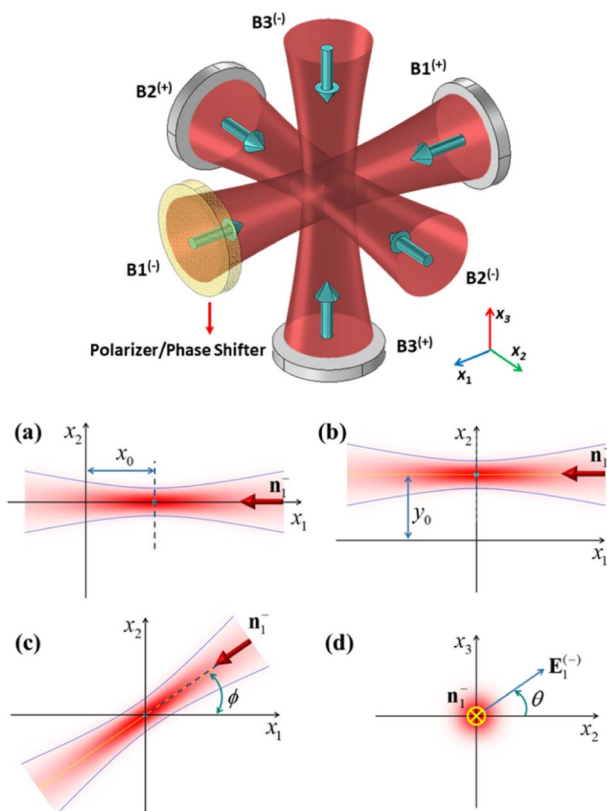 B3(-)
B2(+)
B1(+)
B1(-)
B2(-)
Polarizer/Phase Shifter
B3(+)
x3
x1
x2
(a)
x2
x0
n1−
x1
(b)
x2
n1−
y0
x1
(c)
x2
n1−
ϕ
x1
(d)
x3
E1(−)
n1−
θ
x2